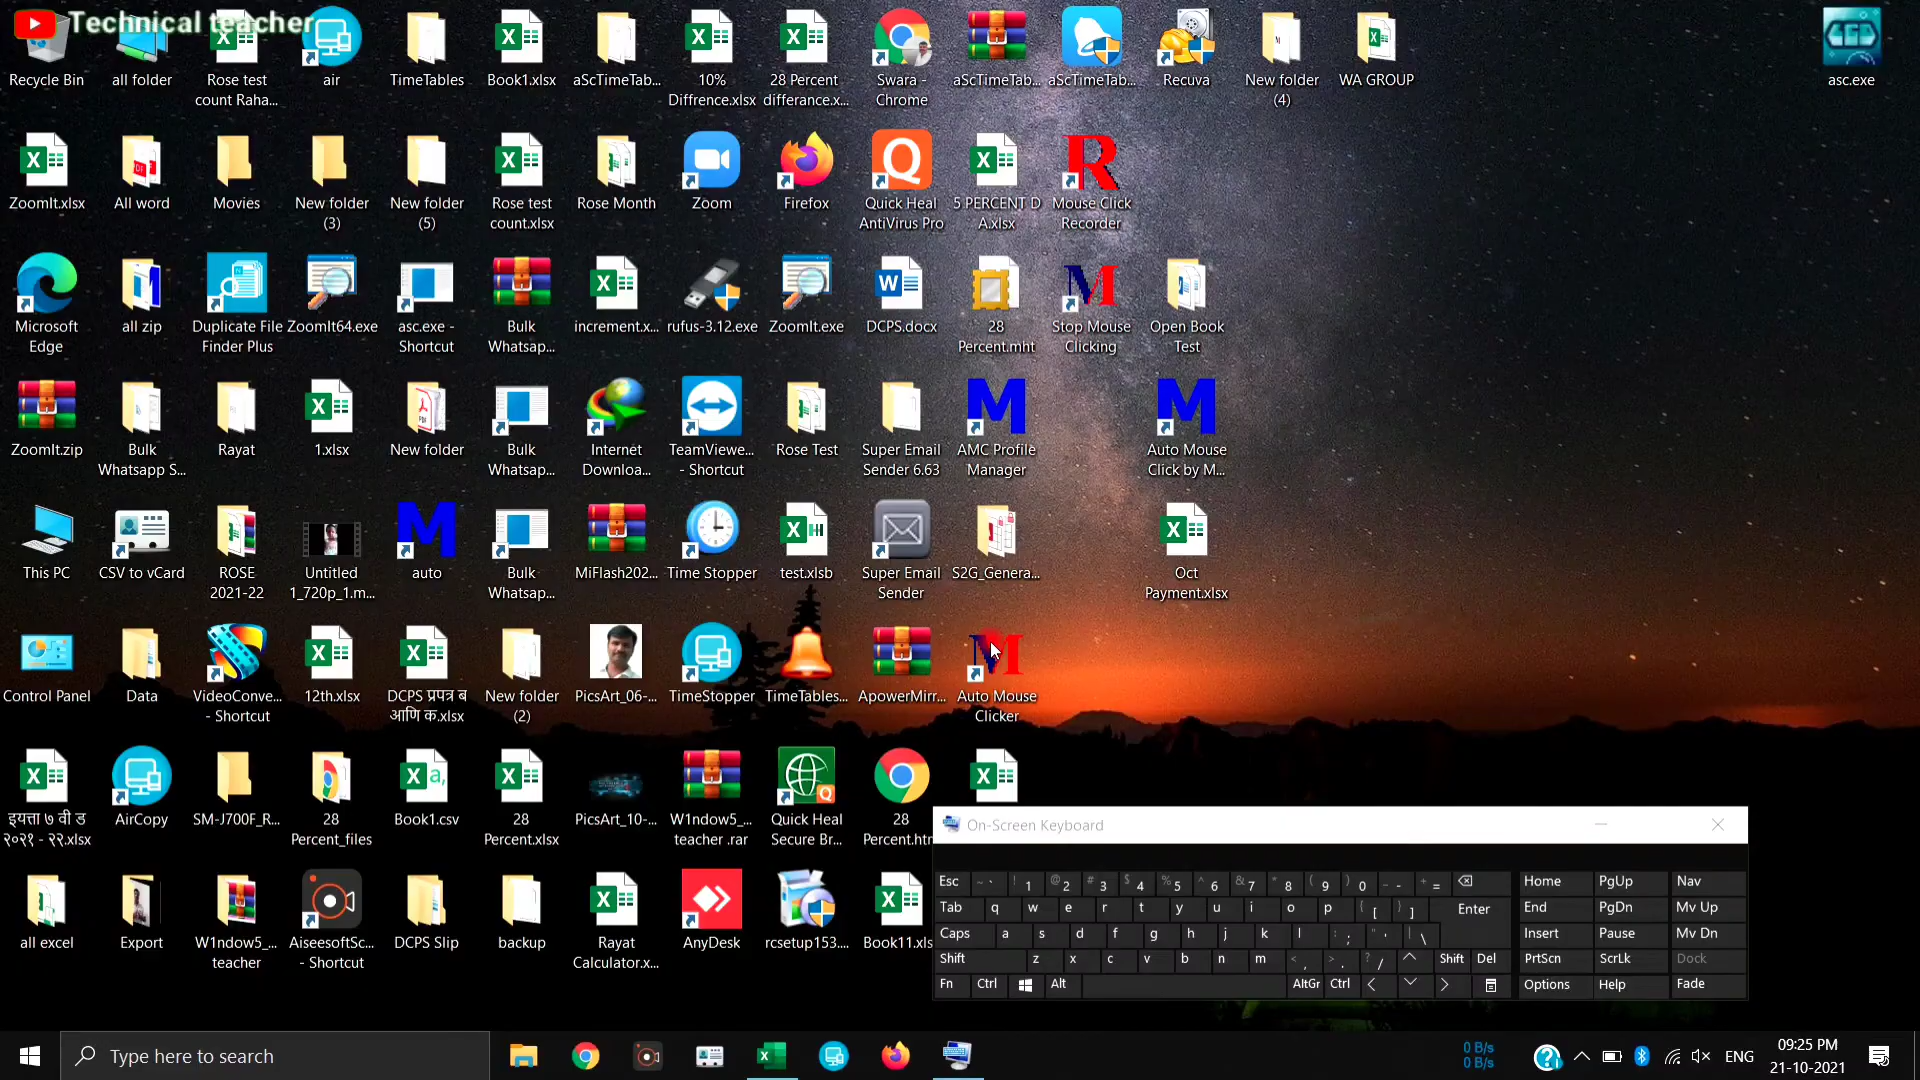 Technical teacher
Recycle Bin
all folder
Rose test
count Raha...
air
TimeTables
Book1.xlsx
aScTimeTab...
10%
Diffrence.xlsx
28 Percent
differance.x...
Swara -
Chrome
aScTimeTab...
aScTimeTab...
Recuva
New folder
(4)
WA GROUP
asc.exe
ZoomIt.xlsx
All word
Movies
New folder
(3)
New folder
(5)
Rose test
count.xlsx
Rose Month
Zoom
Firefox
Quick Heal
AntiVirus Pro
5 PERCENT D
A.xlsx
Mouse Click
Recorder
Microsoft
Edge
all zip
Duplicate File
Finder Plus
ZoomIt64.exe
asc.exe -
Shortcut
Bulk
Whatsap...
increment.x...
rufus-3.12.exe
ZoomIt.exe
DCPS.docx
28
Percent.mht
Stop Mouse
Clicking
Open Book
Test
ZoomIt.zip
Bulk
Whatsapp S...
Rayat
1.xlsx
New folder
Bulk
Whatsap...
Internet
Downloa...
TeamViewe...
- Shortcut
Rose Test
Super Email
Sender 6.63
AMC Profile
Manager
Auto Mouse
Click by M...
This PC
CSV to vCard
ROSE
2021-22
Untitled
1_720p_1.m...
auto
Bulk
Whatsap...
MiFlash202...
Time Stopper
test.xlsb
Super Email
Sender
S2G_Genera...
Oct
Payment.xlsx
Control Panel
Data
VideoConve...
- Shortcut
12th.xlsx
DCPS प्रपत्र ब
आणि क.xlsx
New folder
(2)
PicsArt_06-...
TimeStopper
TimeTables...
ApowerMirr...
Auto Mouse
Clicker
इयत्ता ७ वी ड
२०२१ - २२.xlsx
AirCopy
SM-J700F_R...
28
Percent_files
Book1.csv
28
Percent.xlsx
PicsArt_10-...
W1ndow5_...
teacher .rar
Quick Heal
Secure Br...
28
Percent.htm
all excel
Export
W1ndow5_...
teacher
AiseesoftSc...
- Shortcut
DCPS Slip
backup
Rayat
Calculator.x...
AnyDesk
rcsetup153....
Book11.xls
On-Screen Keyboard
Esc ~ ` ! 1 @ 2 # 3 $ 4 % 5 ^ 6 & 7 * 8 ( 9 ) 0 _ - + = Home PgUp Nav
Tab q w e r t y u i o p { [ } ] Enter End PgDn Mv Up
Caps a s d f g h j k l : ; " ' | \ Insert Pause Mv Dn
Shift z x c v b n m < , > . ? / Shift Del PrtScn ScrLk Dock
Fn Ctrl Alt AltGr Ctrl Options Help Fade
Type here to search
0 B/s
0 B/s
ENG
09:25 PM
21-10-2021